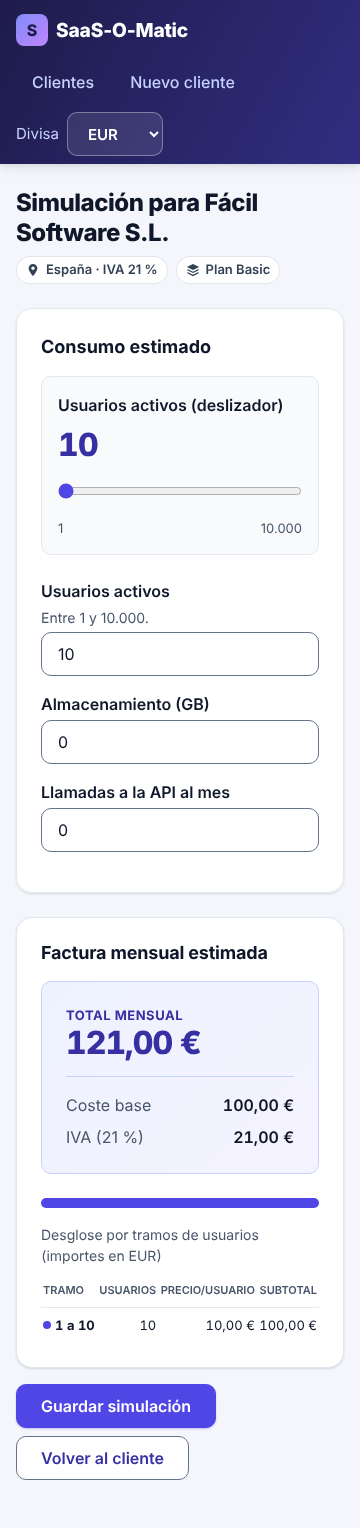 S SaaS-O-Matic
Clientes Nuevo cliente
Divisa EUR
Simulación para Fácil
Software S.L.
España · IVA 21 % Plan Basic
Consumo estimado
Usuarios activos (deslizador)
10
1 10.000
Usuarios activos
Entre 1 y 10.000.
10
Almacenamiento (GB)
0
Llamadas a la API al mes
0
Factura mensual estimada
TOTAL MENSUAL
121,00 €
Coste base 100,00 €
IVA (21 %) 21,00 €
Desglose por tramos de usuarios
(importes en EUR)
TRAMO USUARIOS PRECIO/USUARIO SUBTOTAL
1 a 10 10 10,00 € 100,00 €
Guardar simulación
Volver al cliente